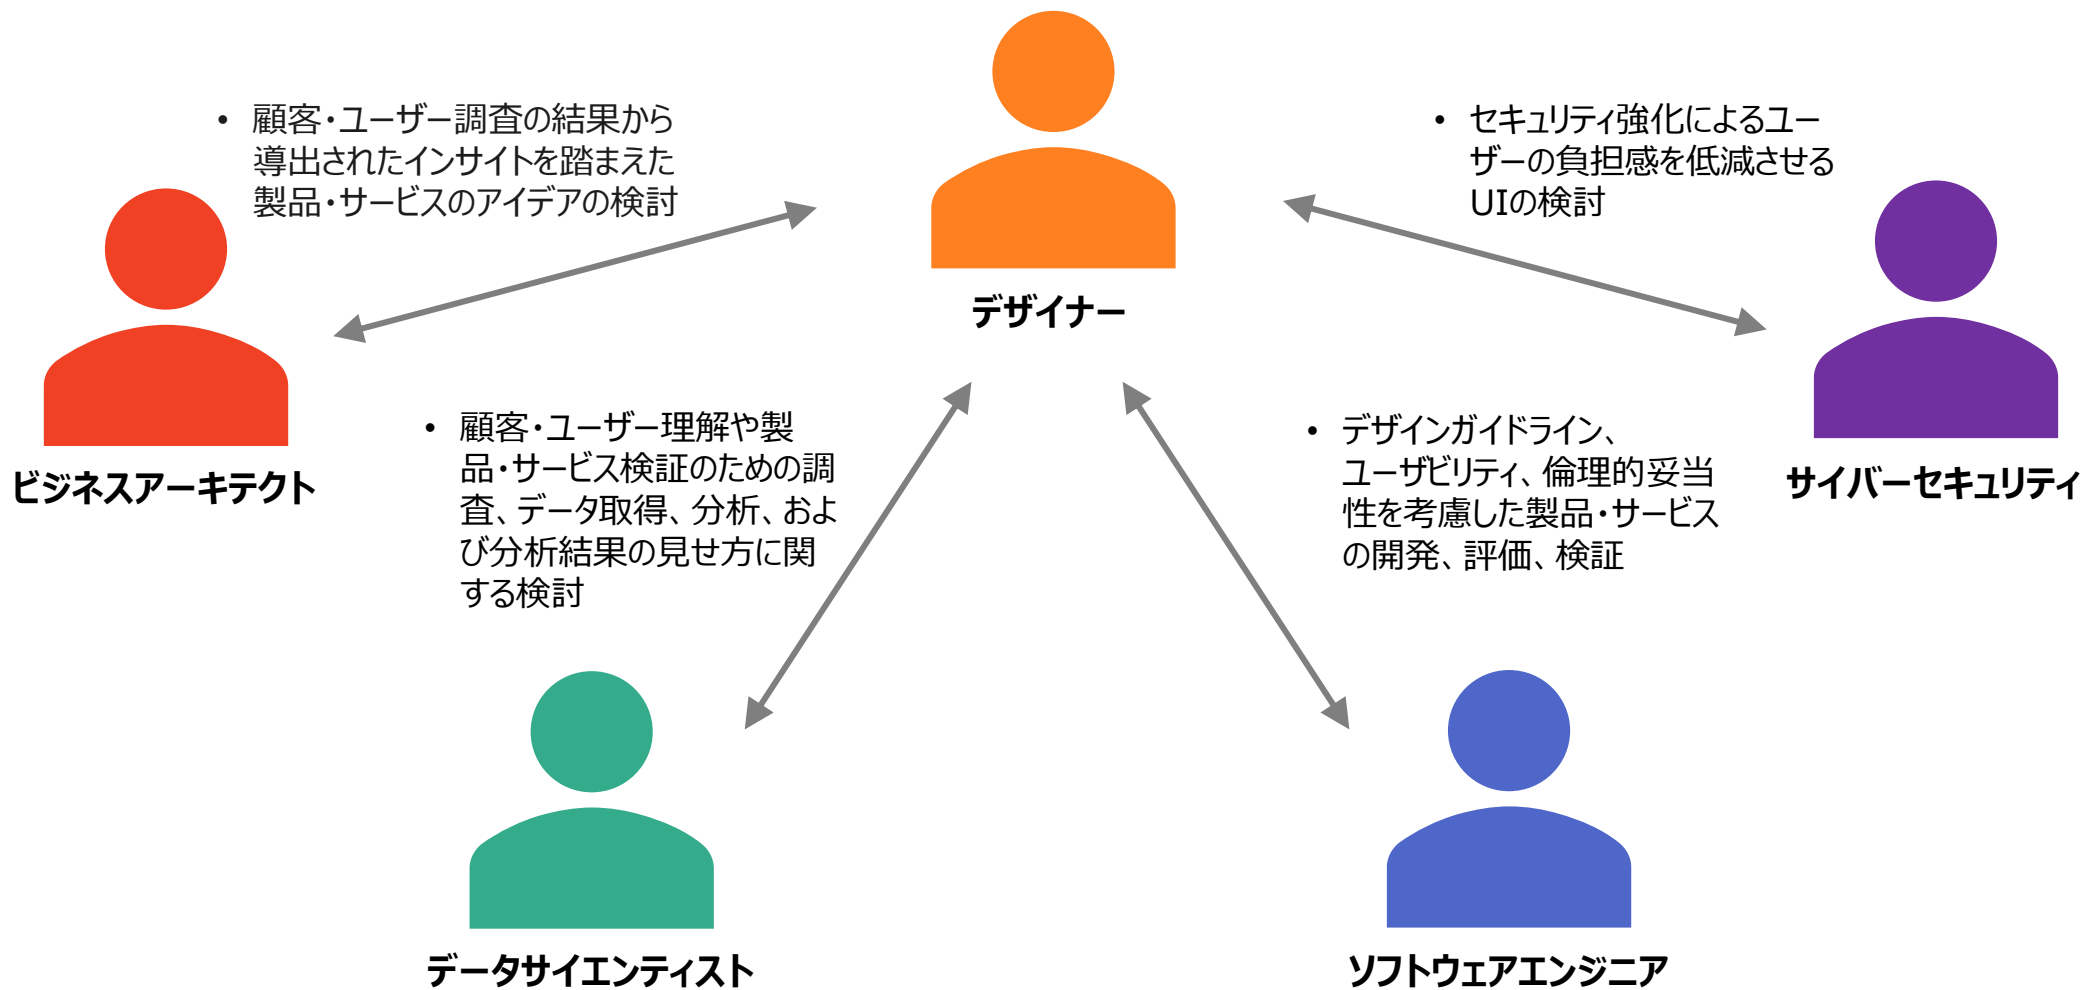 • 顧客・ユーザー調査の結果から
導出されたインサイトを踏まえた
製品・サービスのアイデアの検討
• セキュリティ強化によるユー
ザーの負担感を低減させる
UIの検討
デザイナー
ビジネスアーキテクト
サイバーセキュリティ
• 顧客・ユーザー理解や製
品・サービス検証のための調
査、データ取得、分析、およ
び分析結果の見せ方に関
する検討
• デザインガイドライン、
ユーザビリティ、倫理的妥当
性を考慮した製品・サービス
の開発、評価、検証
データサイエンティスト
ソフトウェアエンジニア